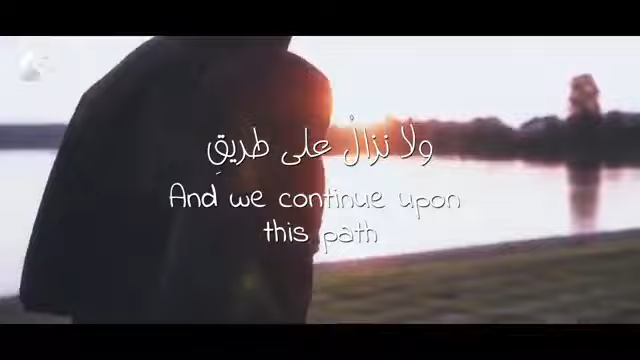 ولا نزالْ على طريقِ
And we continue upon
this path